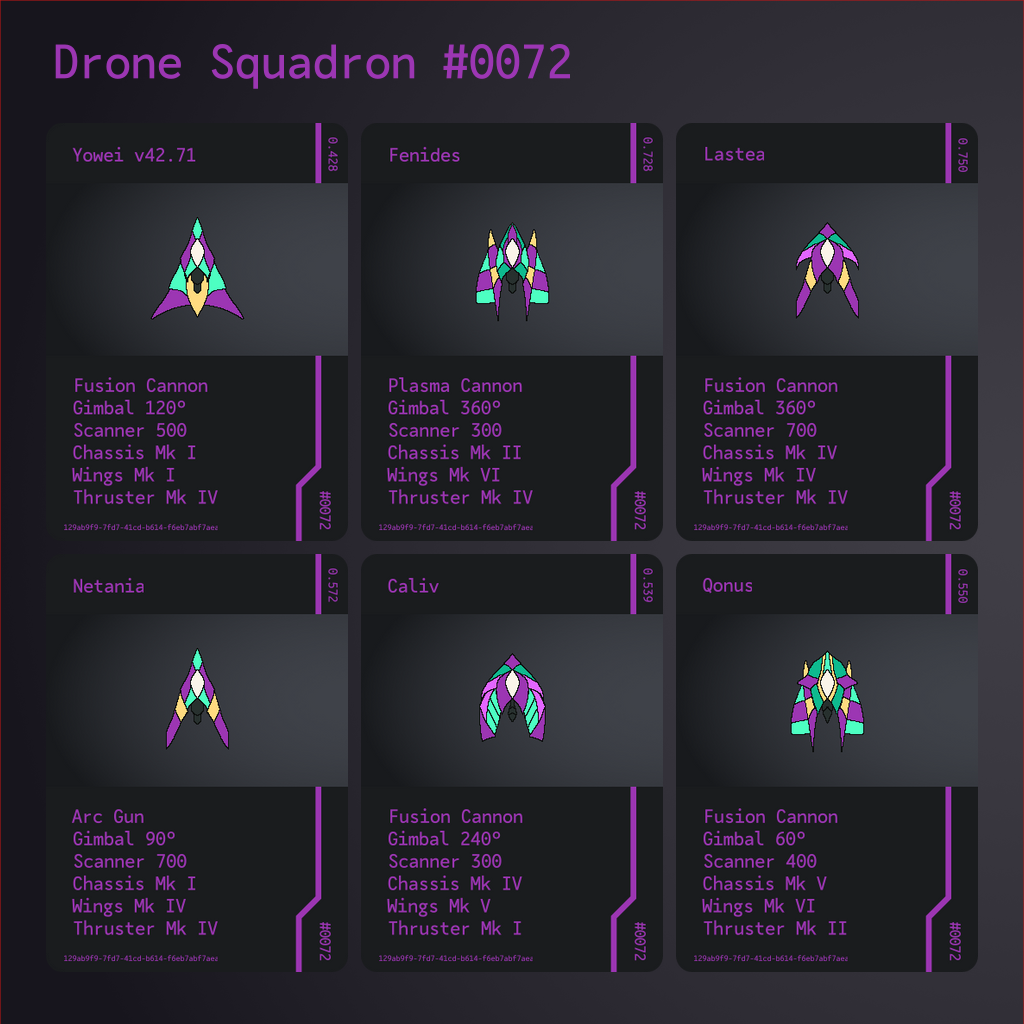 Drone Squadron #0072
Yowei v42.71
0.428
Fusion Cannon
Gimbal 120°
Scanner 500
Chassis Mk I
Wings Mk I
Thruster Mk IV
#0072
129ab9f9-7fd7-41cd-b614-f6eb7abf7aea
Fenides
0.728
Plasma Cannon
Gimbal 360°
Scanner 300
Chassis Mk II
Wings Mk VI
Thruster Mk IV
#0072
129ab9f9-7fd7-41cd-b614-f6eb7abf7aea
Lastea
0.750
Fusion Cannon
Gimbal 360°
Scanner 700
Chassis Mk IV
Wings Mk IV
Thruster Mk IV
#0072
129ab9f9-7fd7-41cd-b614-f6eb7abf7aea
Netania
0.572
Arc Gun
Gimbal 90°
Scanner 700
Chassis Mk I
Wings Mk IV
Thruster Mk IV
#0072
129ab9f9-7fd7-41cd-b614-f6eb7abf7aea
Caliv
0.539
Fusion Cannon
Gimbal 240°
Scanner 300
Chassis Mk IV
Wings Mk V
Thruster Mk I
#0072
129ab9f9-7fd7-41cd-b614-f6eb7abf7aea
Qonus
0.550
Fusion Cannon
Gimbal 60°
Scanner 400
Chassis Mk V
Wings Mk VI
Thruster Mk II
#0072
129ab9f9-7fd7-41cd-b614-f6eb7abf7aea